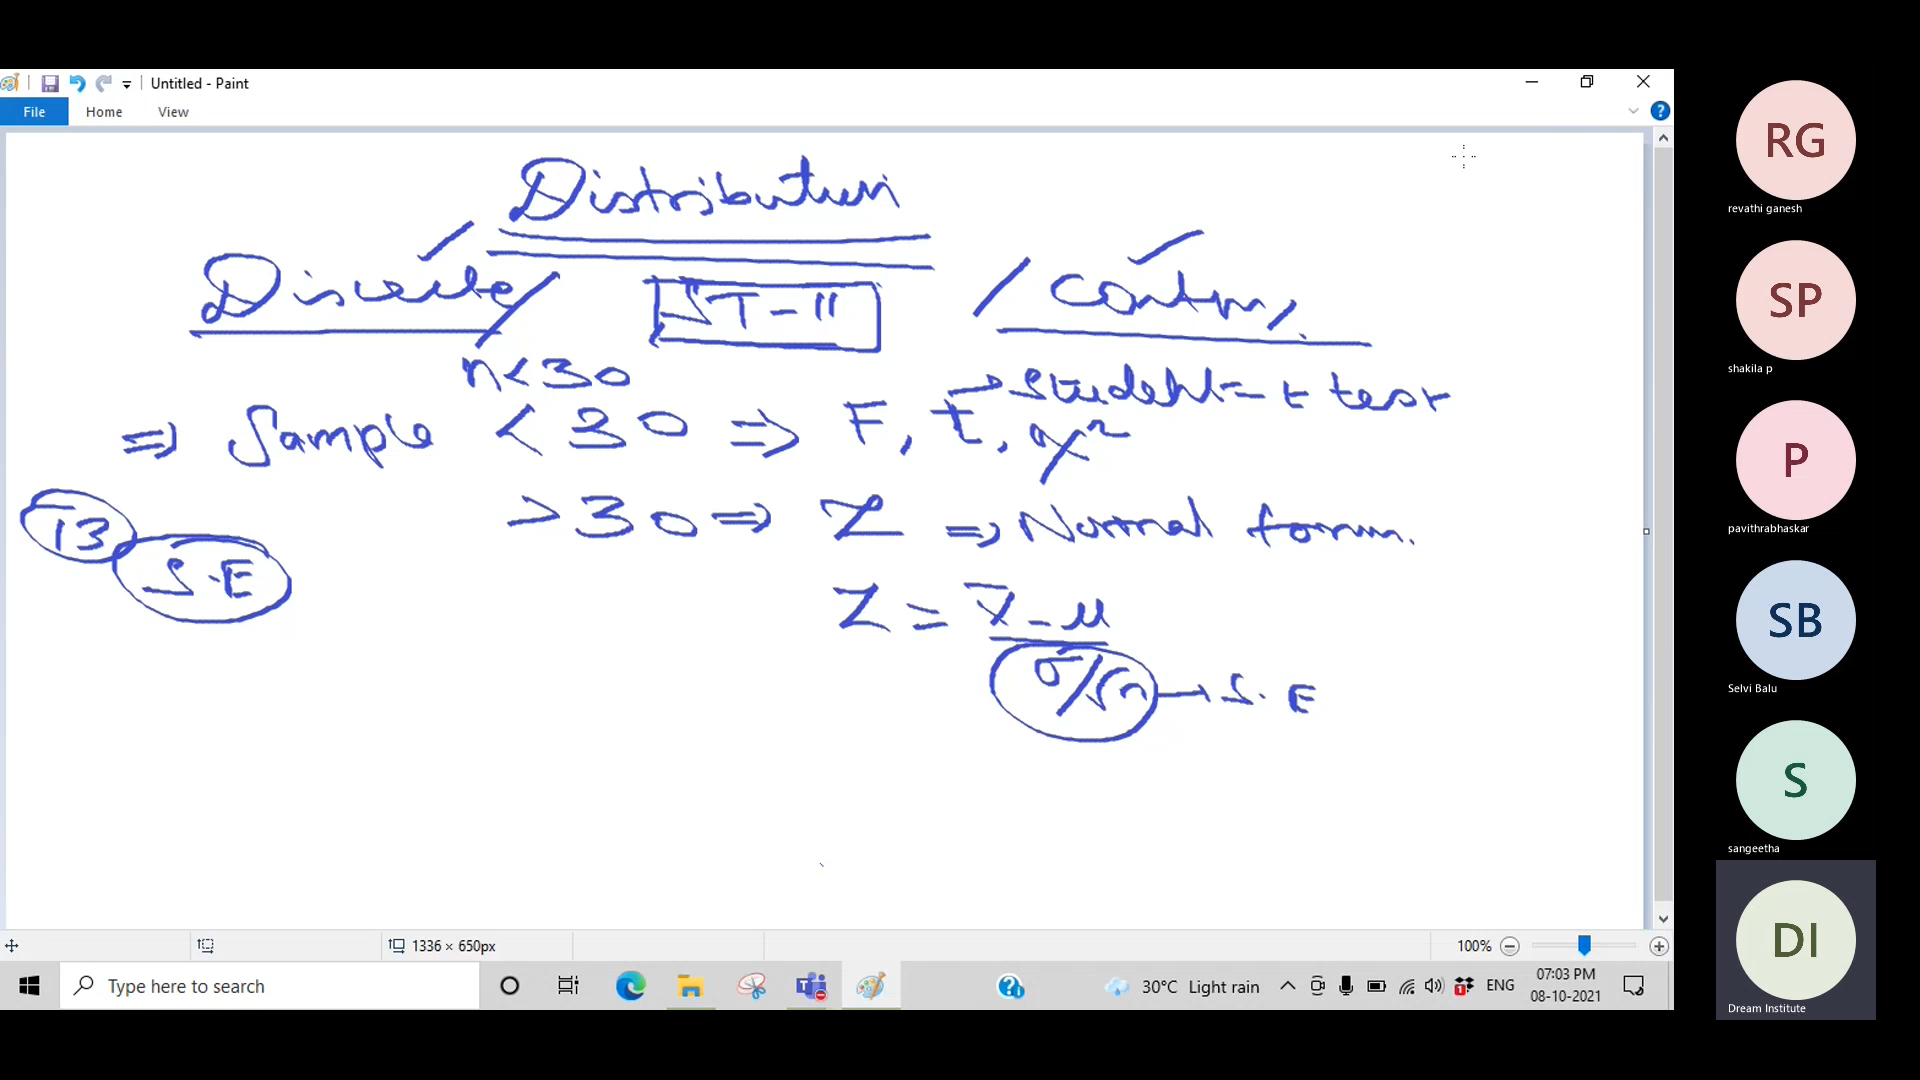 Untitled - Paint
File Home View
Distribution
Discrete / ST-11 / Contn,
n<30
→ Student-t test
⇒ Sample < 30 ⇒ F, t, χ²
> 30 ⇒ Z ⇒ Normal form.
13
S.E
Z = x̄ - μ
σ/√n → S.E
1336 × 650px
100%
Type here to search
30°C Light rain
ENG
07:03 PM
08-10-2021
RG
revathi ganesh
SP
shakila p
P
pavithrabhaskar
SB
Selvi Balu
S
sangeetha
DI
Dream Institute